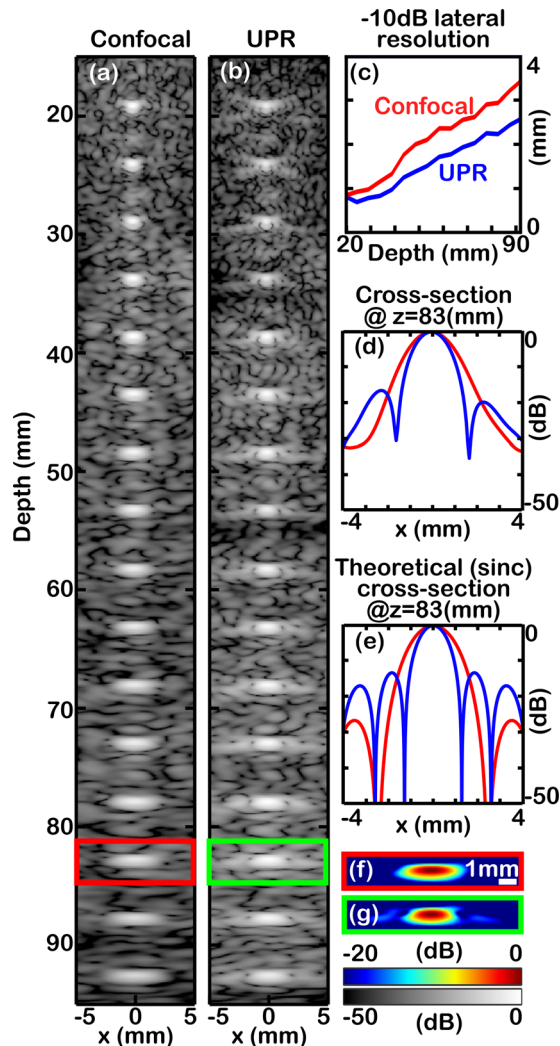 Confocal
UPR
-10dB lateral
resolution
(a)
(b)
(c)
Confocal
UPR
4
(mm)
0
20
Depth (mm)
90
20
30
40
50
60
70
80
90
Depth (mm)
Cross-section
@ z=83(mm)
(d)
0
(dB)
-50
-4
x (mm)
4
Theoretical (sinc)
cross-section
@z=83(mm)
(e)
0
(dB)
-50
-4
x (mm)
4
(f)
1mm
(g)
-20
(dB)
0
-50
(dB)
0
-5
0
5
-5
0
5
x (mm)
x (mm)